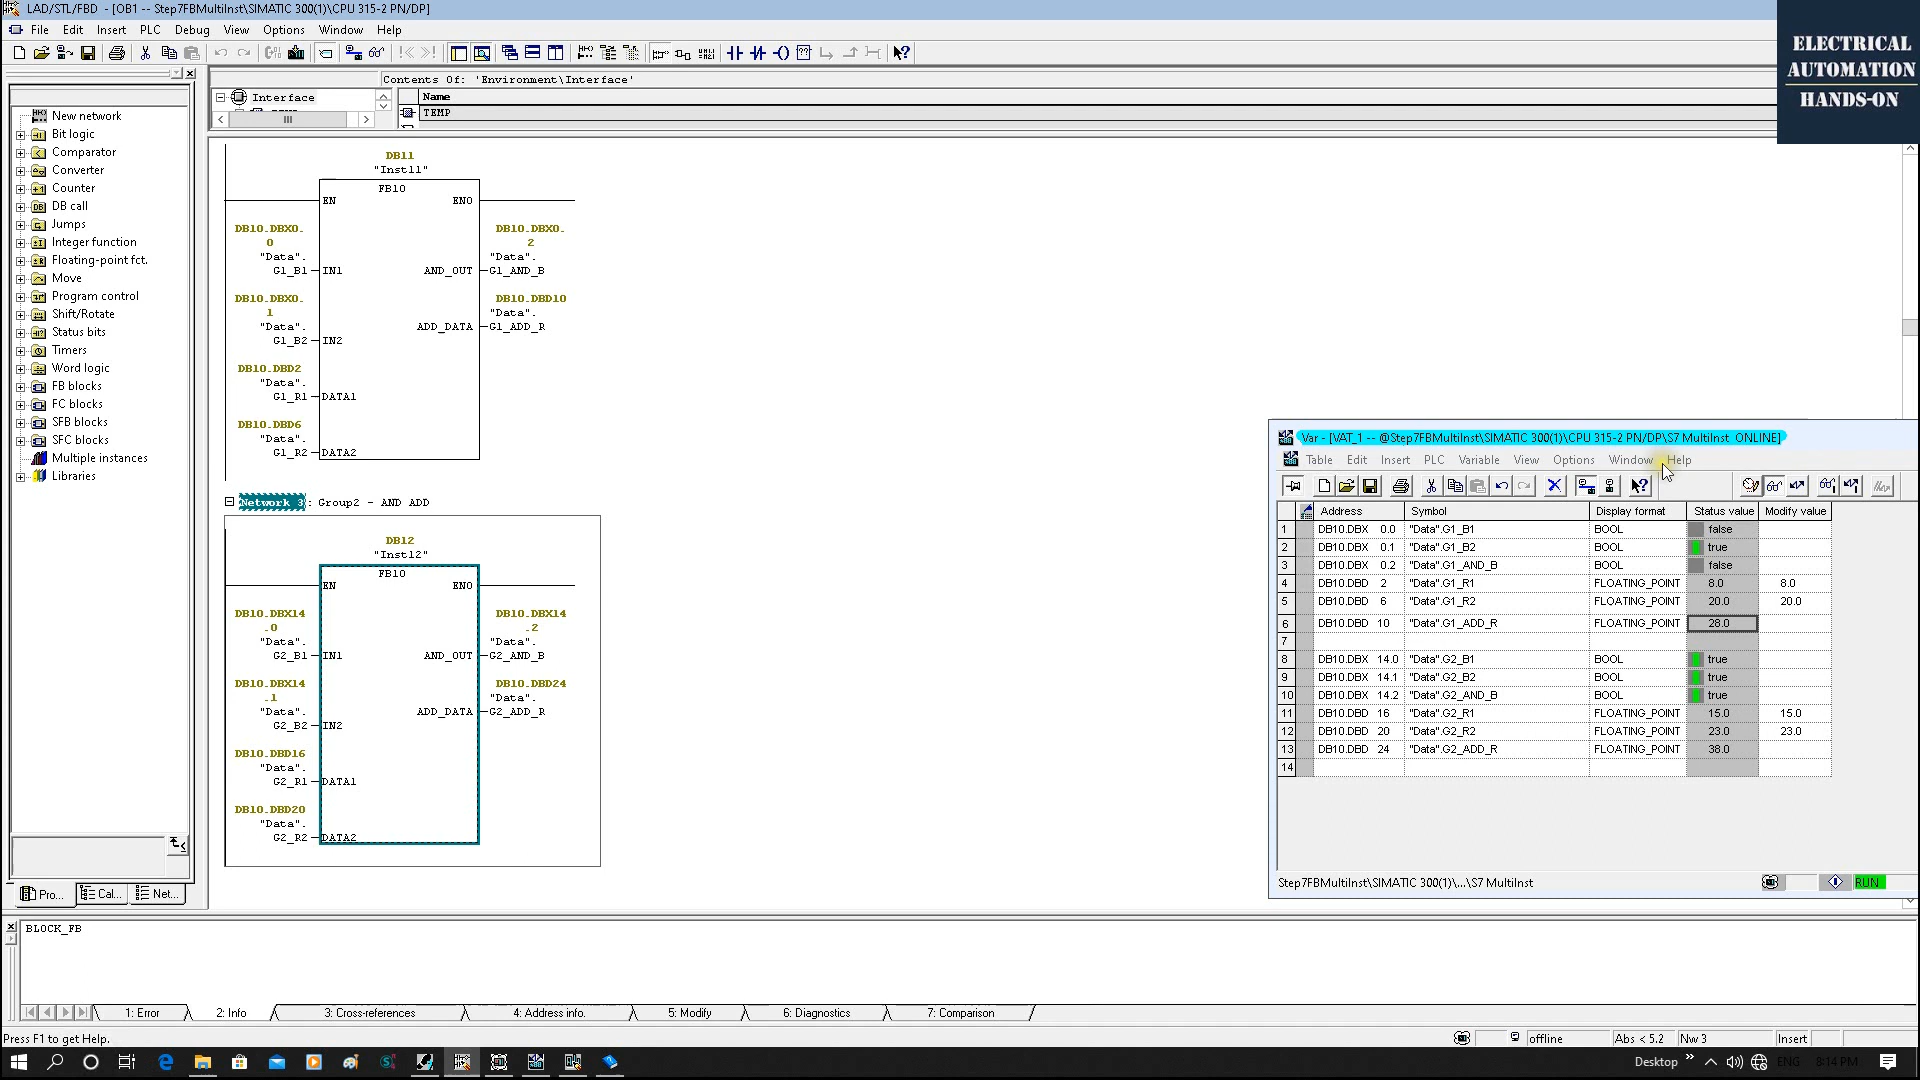 LAD/STL/FBD - [OB1 -- Step7FBMultiInst\SIMATIC 300(1)\CPU 315-2 PN/DP]
File Edit Insert PLC Debug View Options Window Help
ELECTRICAL
AUTOMATION
HANDS-ON
Contents Of: 'Environment\Interface'
Interface
Name
TEMP
New network
Bit logic
Comparator
Converter
Counter
DB call
Jumps
Integer function
Floating-point fct.
Move
Program control
Shift/Rotate
Status bits
Timers
Word logic
FB blocks
FC blocks
SFB blocks
SFC blocks
Multiple instances
Libraries
Pro... Cal... Net...
DB11
"Inst11"
FB10
EN ENO
DB10.DBX0. DB10.DBX0.
0 2
"Data". "Data".
G1_B1 IN1 AND_OUT G1_AND_B
DB10.DBX0. DB10.DBD10
1 "Data".
"Data". ADD_DATA G1_ADD_R
G1_B2 IN2
DB10.DBD2
"Data".
G1_R1 DATA1
DB10.DBD6
"Data".
G1_R2 DATA2
Network 3: Group2 - AND ADD
DB12
"Inst12"
FB10
EN ENO
DB10.DBX14 DB10.DBX14
.0 .2
"Data". "Data".
G2_B1 IN1 AND_OUT G2_AND_B
DB10.DBX14 DB10.DBD24
.1 "Data".
"Data". ADD_DATA G2_ADD_R
G2_B2 IN2
DB10.DBD16
"Data".
G2_R1 DATA1
DB10.DBD20
"Data".
G2_R2 DATA2
Var - [VAT_1 -- @Step7FBMultiInst\SIMATIC 300(1)\CPU 315-2 PN/DP\S7 MultiInst ONLINE]
Table Edit Insert PLC Variable View Options Window Help
Address Symbol Display format Status value Modify value
1 DB10.DBX 0.0 "Data".G1_B1 BOOL false
2 DB10.DBX 0.1 "Data".G1_B2 BOOL true
3 DB10.DBX 0.2 "Data".G1_AND_B BOOL false
4 DB10.DBD 2 "Data".G1_R1 FLOATING_POINT 8.0 8.0
5 DB10.DBD 6 "Data".G1_R2 FLOATING_POINT 20.0 20.0
6 DB10.DBD 10 "Data".G1_ADD_R FLOATING_POINT 28.0
7
8 DB10.DBX 14.0 "Data".G2_B1 BOOL true
9 DB10.DBX 14.1 "Data".G2_B2 BOOL true
10 DB10.DBX 14.2 "Data".G2_AND_B BOOL true
11 DB10.DBD 16 "Data".G2_R1 FLOATING_POINT 15.0 15.0
12 DB10.DBD 20 "Data".G2_R2 FLOATING_POINT 23.0 23.0
13 DB10.DBD 24 "Data".G2_ADD_R FLOATING_POINT 38.0
14
Step7FBMultiInst\SIMATIC 300(1)\...\S7 MultiInst RUN
BLOCK_FB
1: Error 2: Info 3: Cross-references 4: Address info. 5: Modify 6: Diagnostics 7: Comparison
Press F1 to get Help. offline Abs < 5.2 Nw 3 Insert
Desktop ENG 8:14 PM